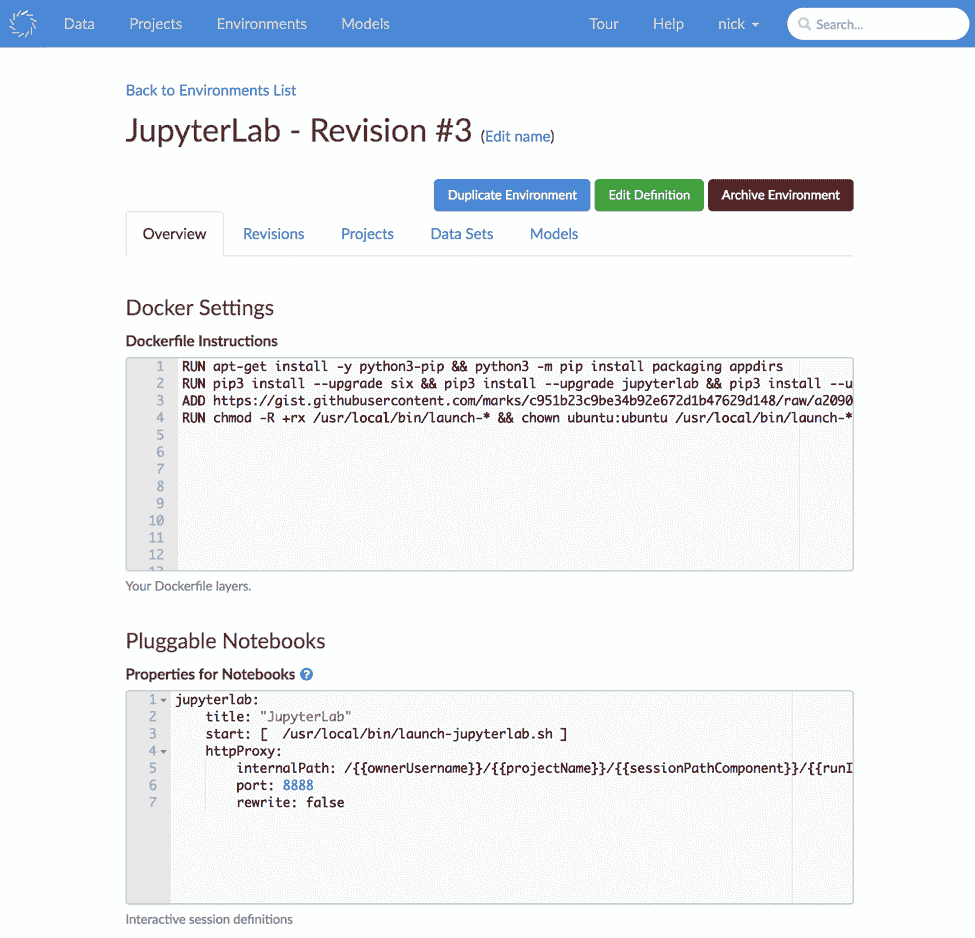 Data Projects Environments Models Tour Help nick Search...
Back to Environments List
JupyterLab - Revision #3 (Edit name)
Duplicate Environment Edit Definition Archive Environment
Overview Revisions Projects Data Sets Models
Docker Settings
Dockerfile Instructions
1 RUN apt-get install -y python3-pip && python3 -m pip install packaging appdirs
2 RUN pip3 install --upgrade six && pip3 install --upgrade jupyterlab && pip3 install --u
3 ADD https://gist.githubusercontent.com/marks/c951b23c9be34b92e672d1b47629d148/raw/a2090
4 RUN chmod -R +rx /usr/local/bin/launch-* && chown ubuntu:ubuntu /usr/local/bin/launch-*
5
6
7
8
9
10
11
12
Your Dockerfile layers.
Pluggable Notebooks
Properties for Notebooks ?
1 jupyterlab:
2 title: "JupyterLab"
3 start: [ /usr/local/bin/launch-jupyterlab.sh ]
4 httpProxy:
5 internalPath: /{{ownerUsername}}/{{projectName}}/{{sessionPathComponent}}/{{runI
6 port: 8888
7 rewrite: false
Interactive session definitions